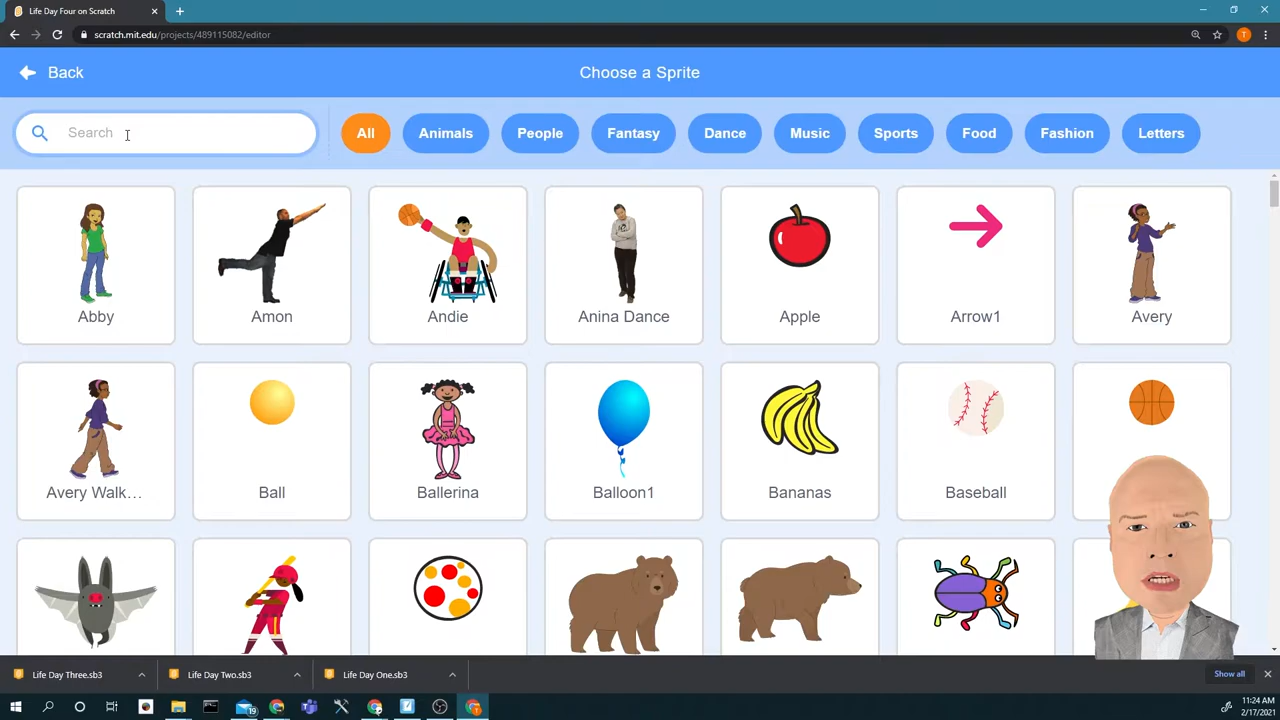 Life Day Four on Scratch
scratch.mit.edu/projects/489115082/editor
T
Back
Choose a Sprite
Search
All
Animals
People
Fantasy
Dance
Music
Sports
Food
Fashion
Letters
Abby
Amon
Andie
Anina Dance
Apple
Arrow1
Avery
Avery Walk...
Ball
Ballerina
Balloon1
Bananas
Baseball
Life Day Three.sb3
Life Day Two.sb3
Life Day One.sb3
Show all
19
11:24 AM
2/17/2021